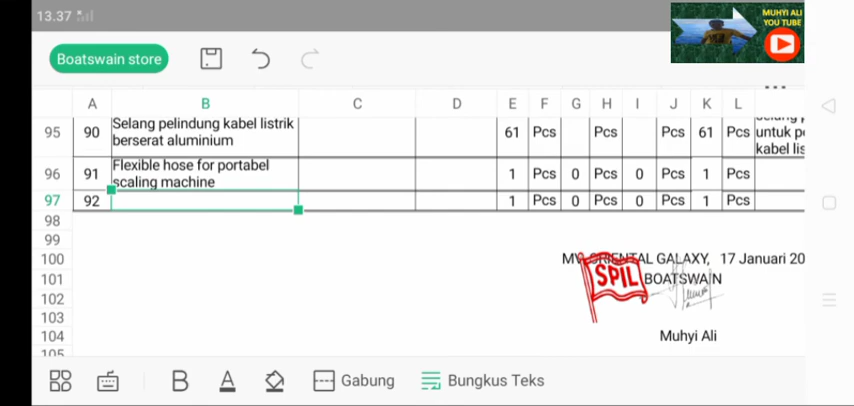 13.37
MUHYI ALI
YOU TUBE
Boatswain store
A B C D E F G H I J K L
95 90 Selang pelindung kabel listrik berserat aluminium 61 Pcs Pcs Pcs 61 Pcs untuk
kabel lis
96 91 Flexible hose for portabel scaling machine 1 Pcs 0 Pcs 0 Pcs 1 Pcs
97 92 1 Pcs 0 Pcs 0 Pcs 1 Pcs
98
99
100 MV. ORIENTAL GALAXY, 17 Januari 20
101 SPIL BOATSWAIN
102
103
104 Muhyi Ali
105
B A Gabung Bungkus Teks